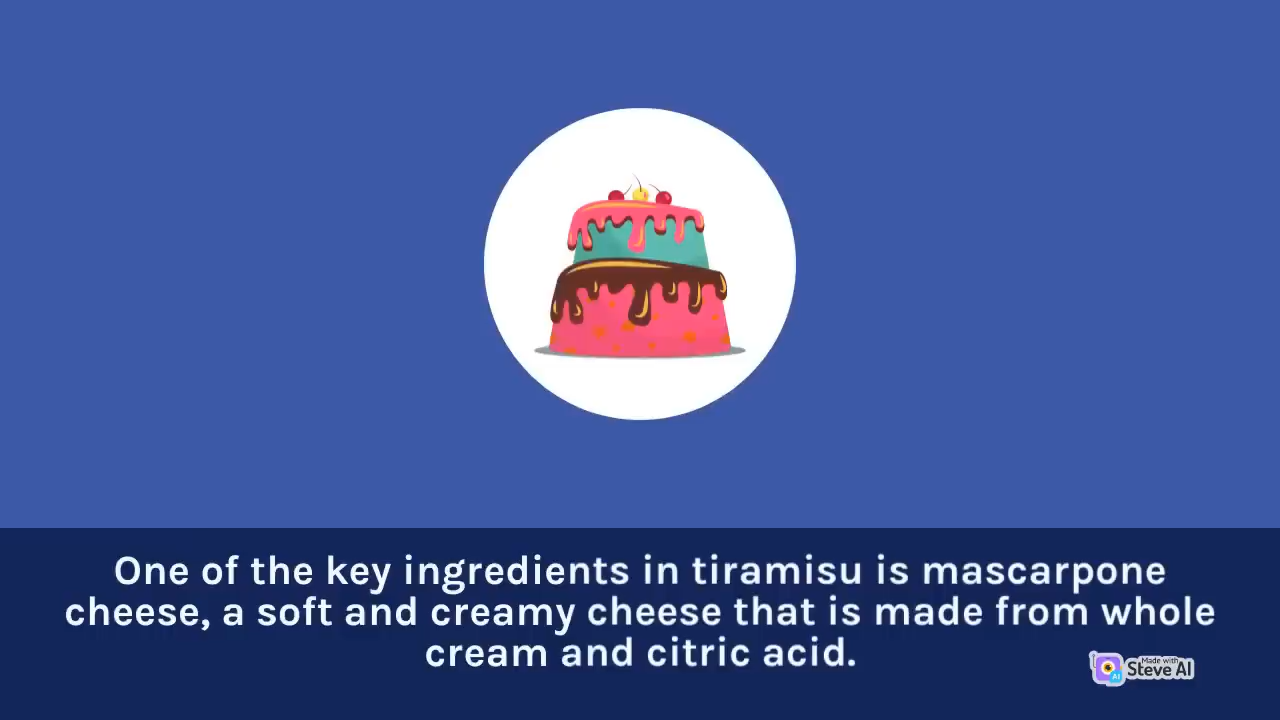 One of the key ingredients in tiramisu is mascarpone
cheese, a soft and creamy cheese that is made from whole
cream and citric acid.
Made with
Steve AI
AI